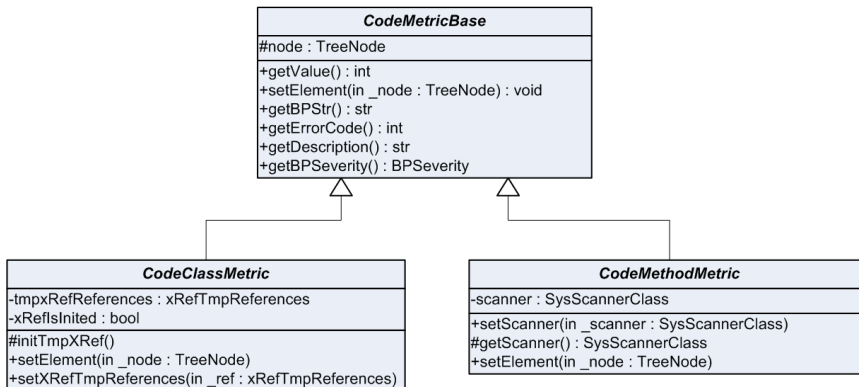 CodeMetricBase
#node : TreeNode
+getValue() : int
+setElement(in _node : TreeNode) : void
+getBPStr() : str
+getErrorCode() : int
+getDescription() : str
+getBPSeverity() : BPSeverity
CodeClassMetric
-tmpxRefReferences : xRefTmpReferences
-xRefIsInited : bool
#initTmpXRef()
+setElement(in _node : TreeNode)
+setXRefTmpReferences(in _ref : xRefTmpReferences)
CodeMethodMetric
-scanner : SysScannerClass
+setScanner(in _scanner : SysScannerClass)
#getScanner() : SysScannerClass
+setElement(in _node : TreeNode)